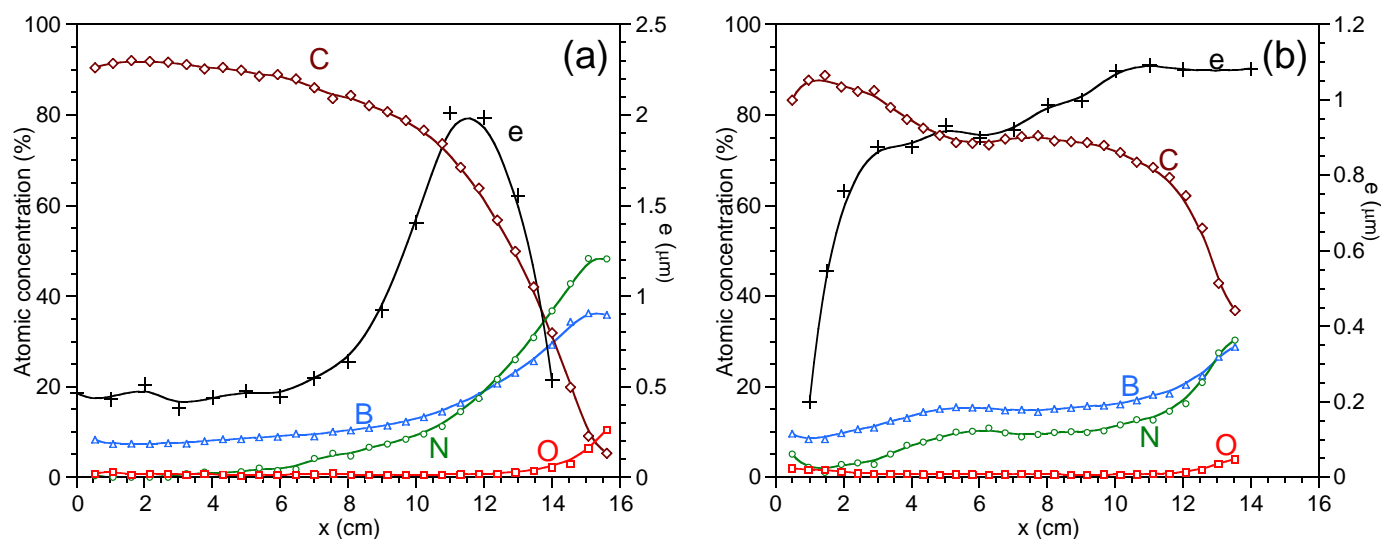 (a)
C
e
B
N
O
Atomic concentration (%)
100
80
60
40
20
0
2.5
2
1.5
1
0.5
0
e (μm)
0 2 4 6 8 10 12 14 16
x (cm)
(b)
e
C
B
N
O
Atomic concentration (%)
100
80
60
40
20
0
1.2
1
0.8
0.6
0.4
0.2
0
e (μm)
0 2 4 6 8 10 12 14 16
x (cm)